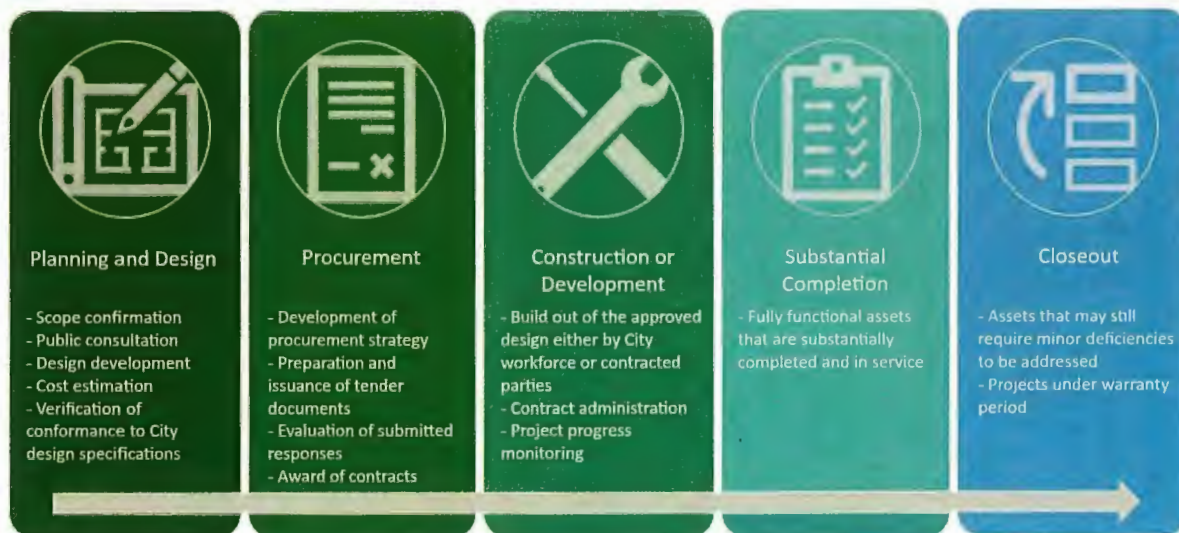 Planning and Design
- Scope confirmation
- Public consultation
- Design development
- Cost estimation
- Verification of
conformance to City
design specifications
Procurement
- Development of
procurement strategy
- Preparation and
issuance of tender
documents
- Evaluation of submitted
responses
- Award of contracts
Construction or
Development
- Build out of the approved
design either by City
workforce or contracted
parties
- Contract administration
- Project progress
monitoring
Substantial
Completion
- Fully functional assets
that are substantially
completed and in service
Closeout
- Assets that may still
require minor deficiencies
to be addressed
- Projects under warranty
period